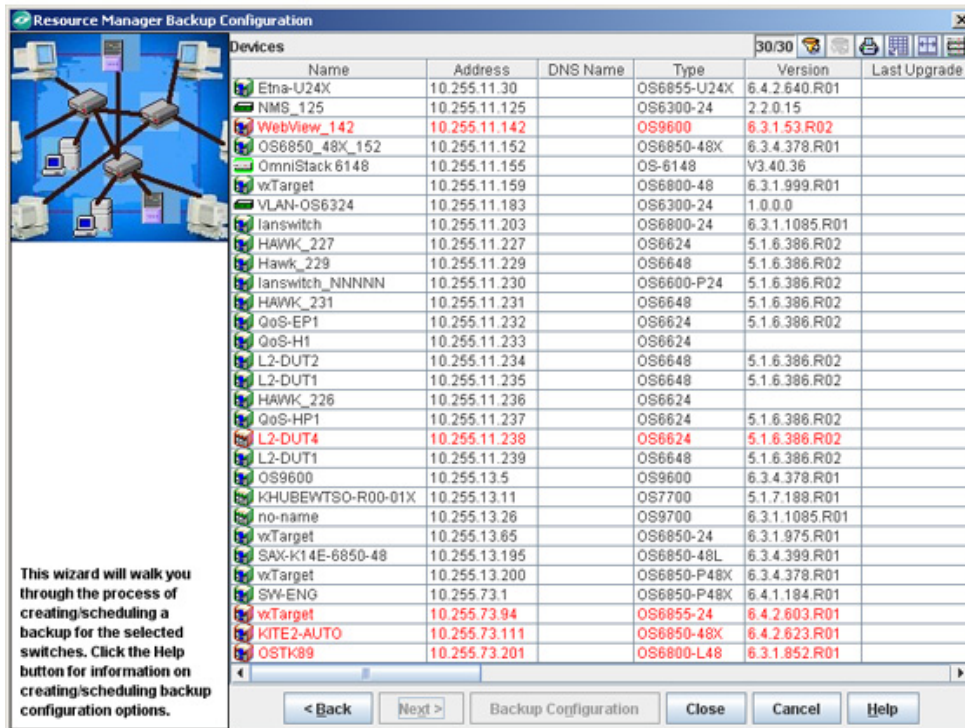 Resource Manager Backup Configuration
Devices 30/30
Name Address DNS Name Type Version Last Upgrade
Etna-U24X 10.255.11.30 OS6855-U24X 6.4.2.640.R01
NMS_125 10.255.11.125 OS6300-24 2.2.0.15
WebView_142 10.255.11.142 OS9600 6.3.1.53.R02
OS6850_48X_152 10.255.11.152 OS6850-48X 6.3.4.378.R01
OmniStack 6148 10.255.11.155 OS-6148 V3.40.36
vxTarget 10.255.11.159 OS6800-48 6.3.1.999.R01
VLAN-OS6324 10.255.11.183 OS6300-24 1.0.0.0
lanswitch 10.255.11.203 OS6800-24 6.3.1.1085.R01
HAWK_227 10.255.11.227 OS6624 5.1.6.386.R02
Hawk_229 10.255.11.229 OS6648 5.1.6.386.R02
lanswitch_NNNNN 10.255.11.230 OS6600-P24 5.1.6.386.R02
HAWK_231 10.255.11.231 OS6648 5.1.6.386.R02
QoS-EP1 10.255.11.232 OS6624 5.1.6.386.R02
QoS-H1 10.255.11.233 OS6624
L2-DUT2 10.255.11.234 OS6648 5.1.6.386.R02
L2-DUT1 10.255.11.235 OS6648 5.1.6.386.R02
HAWK_226 10.255.11.236 OS6624
QoS-HP1 10.255.11.237 OS6624 5.1.6.386.R02
L2-DUT4 10.255.11.238 OS6624 5.1.6.386.R02
L2-DUT1 10.255.11.239 OS6648 5.1.6.386.R02
OS9600 10.255.13.5 OS9600 6.3.4.378.R01
KHUBEWTSO-R00-01X 10.255.13.11 OS7700 5.1.7.188.R01
no-name 10.255.13.26 OS9700 6.3.1.1085.R01
vxTarget 10.255.13.65 OS6850-24 6.3.1.975.R01
SAX-K14E-6850-48 10.255.13.195 OS6850-48L 6.3.4.399.R01
vxTarget 10.255.13.200 OS6850-P48X 6.3.4.378.R01
SW-ENG 10.255.73.1 OS6850-P48X 6.4.1.184.R01
vxTarget 10.255.73.94 OS6855-24 6.4.2.603.R01
KITE2-AUTO 10.255.73.111 OS6850-48X 6.4.2.623.R01
OSTK89 10.255.73.201 OS6800-L48 6.3.1.852.R01
This wizard will walk you
through the process of
creating/scheduling a
backup for the selected
switches. Click the Help
button for information on
creating/scheduling backup
configuration options.
< Back Next > Backup Configuration Close Cancel Help